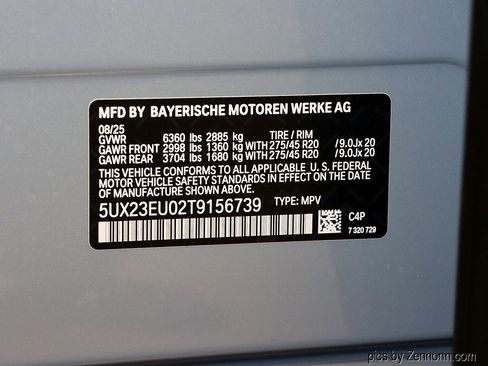 MFD BY BAYERISCHE MOTOREN WERKE AG
08/25
GVWR 6360 lbs 2885 kg TIRE / RIM
GAWR FRONT 2998 lbs 1360 kg WITH 275/45 R20 /9.0Jx 20
GAWR REAR 3704 lbs 1680 kg WITH 275/45 R20 /9.0Jx 20
THIS VEHICLE CONFORMS TO ALL APPLICABLE U. S. FEDERAL
MOTOR VEHICLE SAFETY STANDARDS IN EFFECT ON THE DATE
OF MANUFACTURE SHOWN ABOVE.
5UX23EU02T9156739 TYPE: MPV
C4P
7 320 729
pics by Zennonn.com